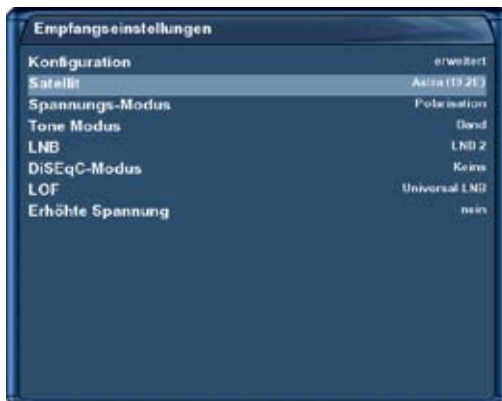 Empfangseinstellungen
Konfiguration erweitert
Satellit Astra (19.2E)
Spannungs-Modus Polarisation
Tone Modus Band
LNB LNB 2
DiSEqC-Modus Keins
LOF Universal LNB
Erhöhte Spannung nein